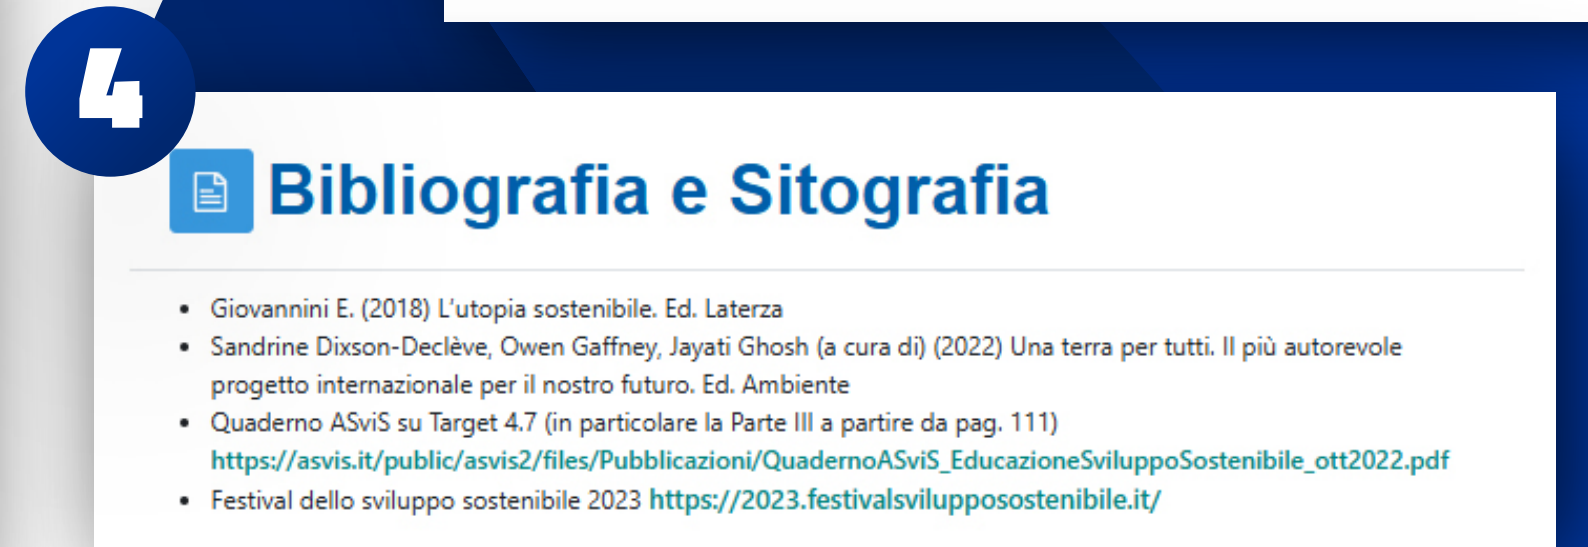 4
Bibliografia e Sitografia
• Giovannini E. (2018) L'utopia sostenibile. Ed. Laterza
• Sandrine Dixson-Declève, Owen Gaffney, Jayati Ghosh (a cura di) (2022) Una terra per tutti. Il più autorevole
progetto internazionale per il nostro futuro. Ed. Ambiente
• Quaderno ASviS su Target 4.7 (in particolare la Parte III a partire da pag. 111)
https://asvis.it/public/asvis2/files/Pubblicazioni/QuadernoASviS_EducazioneSviluppoSostenibile_ott2022.pdf
• Festival dello sviluppo sostenibile 2023 https://2023.festivalsvilupposostenibile.it/